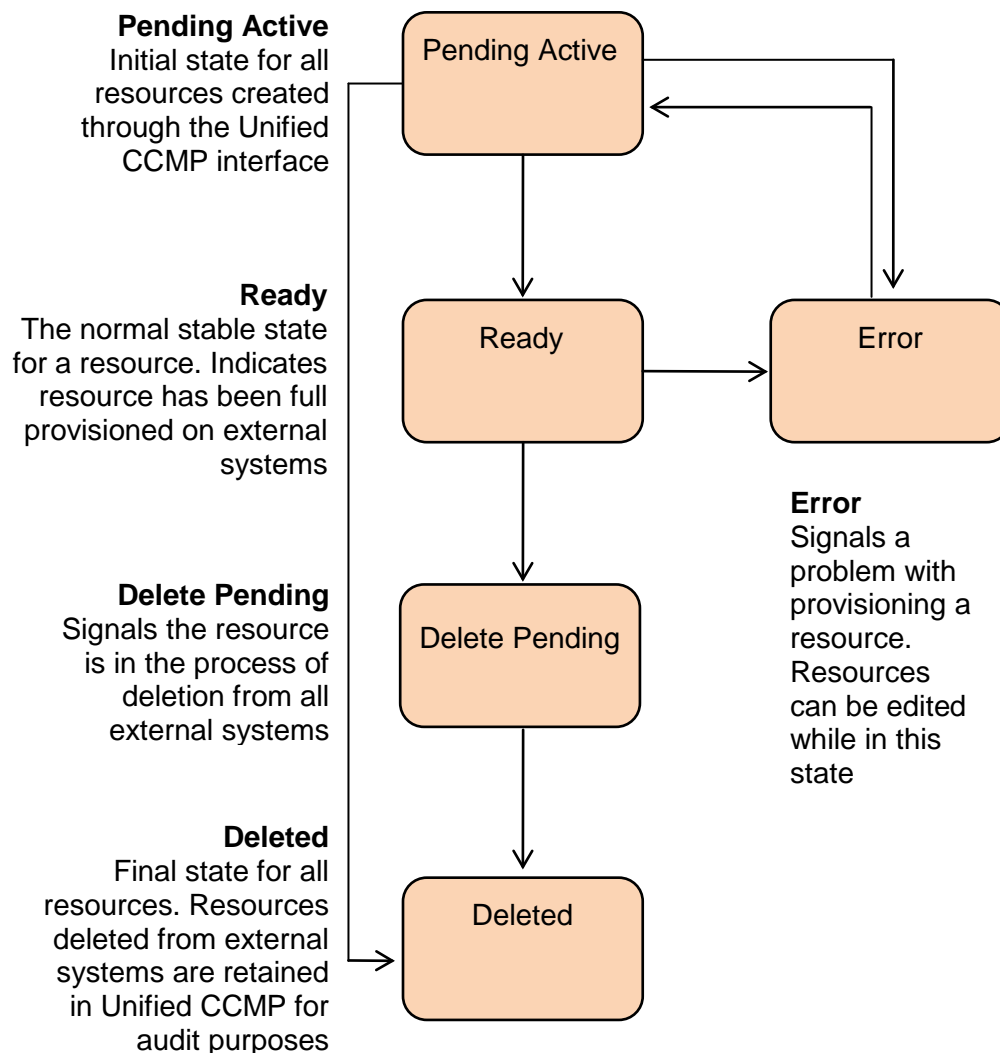 Pending Active
Initial state for all
resources created
through the Unified
CCMP interface
Pending Active
Ready
The normal stable state
for a resource. Indicates
resource has been full
provisioned on external
systems
Ready
Error
Error
Signals a
problem with
provisioning a
resource.
Resources
can be edited
while in this
state
Delete Pending
Signals the resource
is in the process of
deletion from all
external systems
Delete Pending
Deleted
Final state for all
resources. Resources
deleted from external
systems are retained
in Unified CCMP for
audit purposes
Deleted